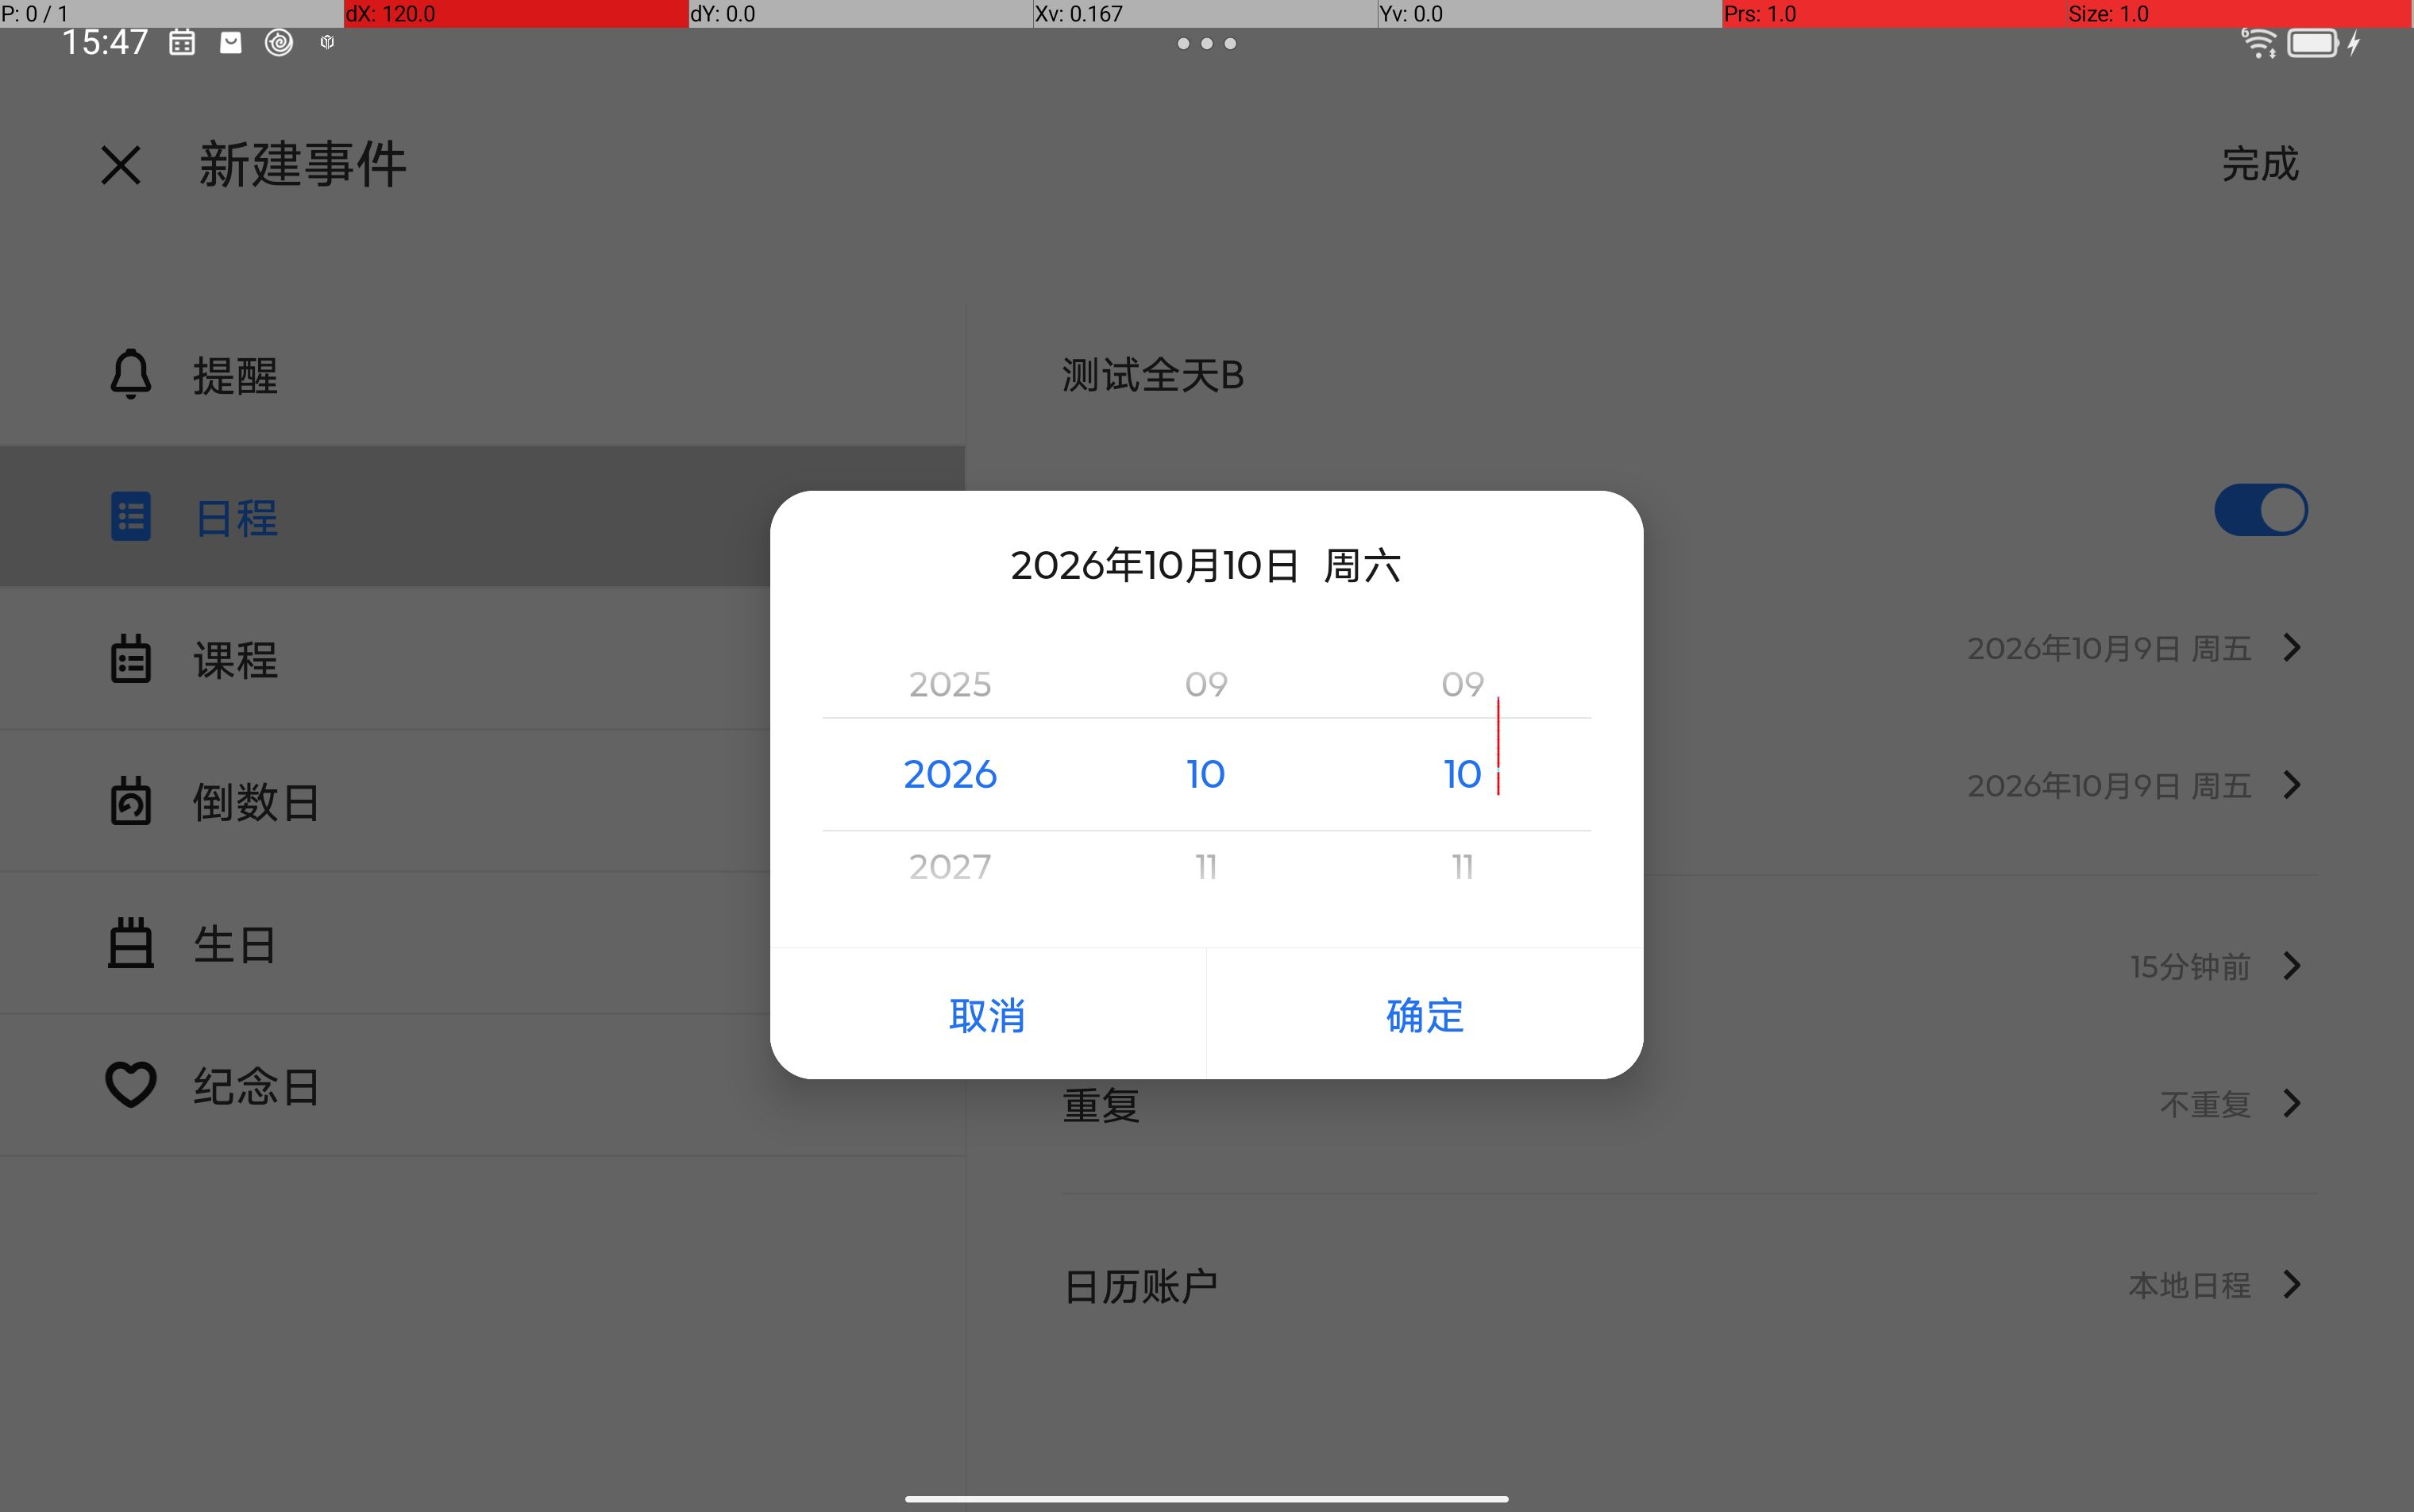 P: 0 / 1 dX: 120.0 dY: 0.0 Xv: 0.167 Yv: 0.0 Prs: 1.0 Size: 1.0
15:47 6
新建事件 完成
提醒 测试全天B
日程
2026年10月10日 周六
课程 2026年10月9日 周五
2025 09 09
2026 10 10
2026年10月9日 周五
倒数日
2027 11 11
生日 15分钟前
取消 确定
纪念日 重复 不重复
日历账户 本地日程